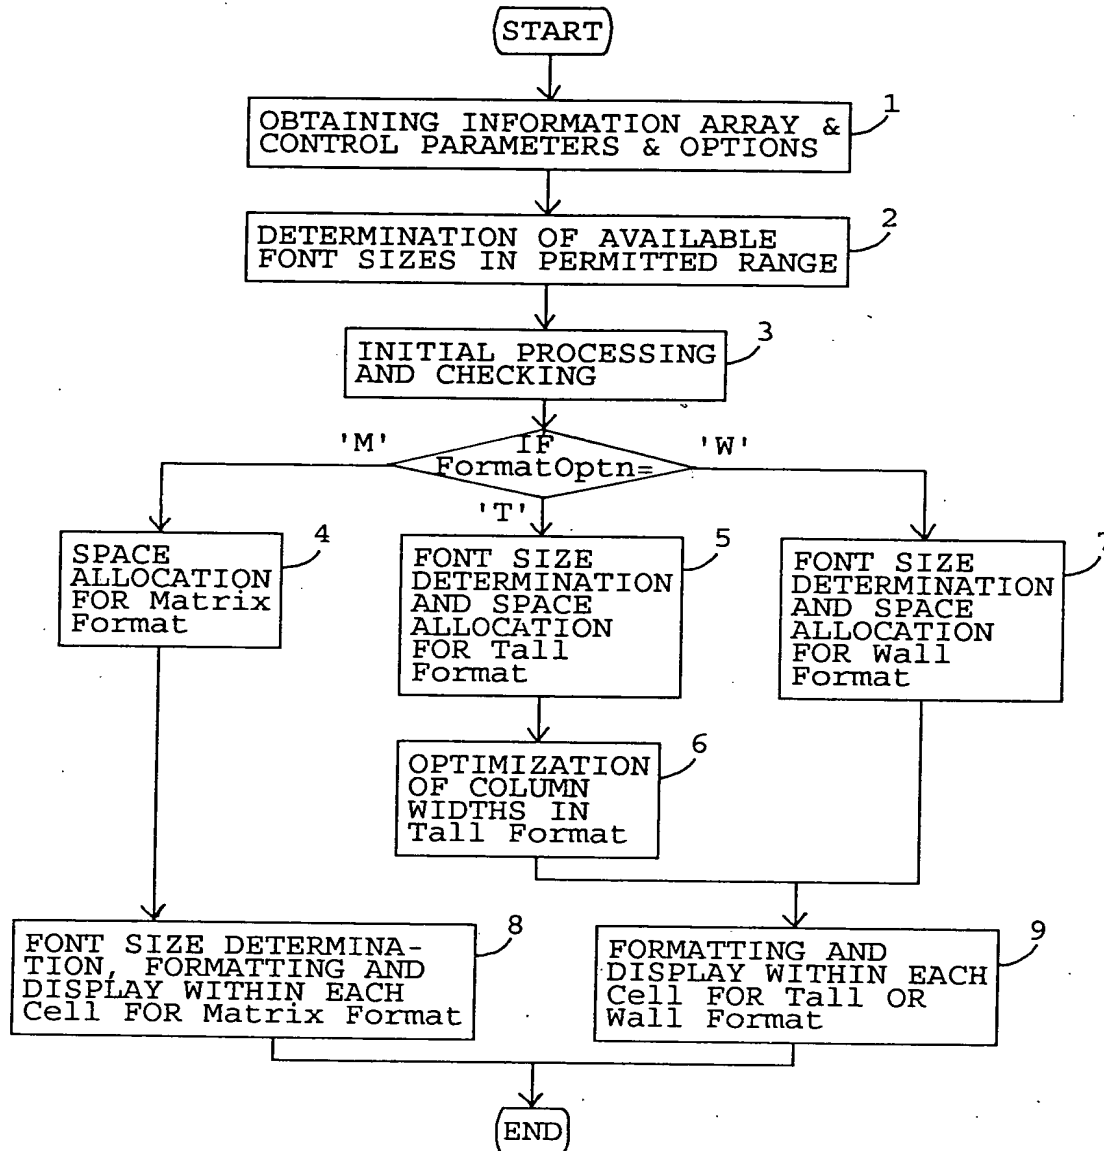 START
1
OBTAINING INFORMATION ARRAY &
CONTROL PARAMETERS & OPTIONS
2
DETERMINATION OF AVAILABLE
FONT SIZES IN PERMITTED RANGE
3
INITIAL PROCESSING
AND CHECKING
'M'
IF
FormatOptn=
'W'
'T'
4
SPACE
ALLOCATION
FOR Matrix
Format
5
FONT SIZE
DETERMINATION
AND SPACE
ALLOCATION
FOR Tall
Format
7
FONT SIZE
DETERMINATION
AND SPACE
ALLOCATION
FOR Wall
Format
6
OPTIMIZATION
OF COLUMN
WIDTHS IN
Tall Format
8
FONT SIZE DETERMINA-
TION, FORMATTING AND
DISPLAY WITHIN EACH
Cell FOR Matrix Format
9
FORMATTING AND
DISPLAY WITHIN EACH
Cell FOR Tall OR
Wall Format
END